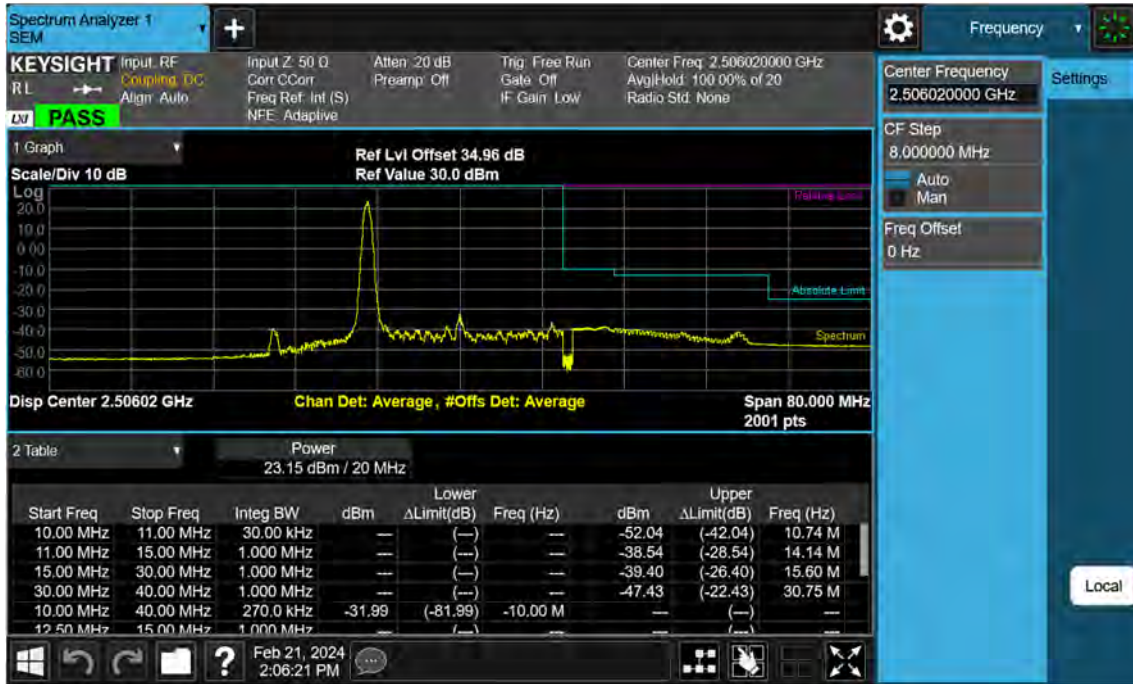 Spectrum Analyzer 1
SEM
+
Frequency
KEYSIGHT
RL
LXI PASS
Input: RF
Coupling: DC
Align: Auto
Input Z: 50 Ω
Corr CCorr
Freq Ref: Int (S)
NFE: Adaptive
Atten: 20 dB
Preamp: Off
Trig: Free Run
Gate: Off
IF Gain: Low
Center Freq: 2.506020000 GHz
Avg|Hold: 100.00% of 20
Radio Std: None
Center Frequency
2.506020000 GHz
Settings
CF Step
8.000000 MHz
Auto
Man
Freq Offset
0 Hz
1 Graph
Scale/Div 10 dB
Ref Lvl Offset 34.96 dB
Ref Value 30.0 dBm
Log
20.0
10.0
0.00
-10.0
-20.0
-30.0
-40.0
-50.0
-60.0
Relative Limit
Absolute Limit
Spectrum
Disp Center 2.50602 GHz
Chan Det: Average, #Offs Det: Average
Span 80.000 MHz
2001 pts
2 Table
Power
23.15 dBm / 20 MHz
Lower Upper
Start Freq Stop Freq Integ BW dBm ΔLimit(dB) Freq (Hz) dBm ΔLimit(dB) Freq (Hz)
10.00 MHz 11.00 MHz 30.00 kHz --- (---) --- -52.04 (-42.04) 10.74 M
11.00 MHz 15.00 MHz 1.000 MHz --- (---) --- -38.54 (-28.54) 14.14 M
15.00 MHz 30.00 MHz 1.000 MHz --- (---) --- -39.40 (-26.40) 15.60 M
30.00 MHz 40.00 MHz 1.000 MHz --- (---) --- -47.43 (-22.43) 30.75 M
10.00 MHz 40.00 MHz 270.0 kHz -31.99 (-81.99) -10.00 M --- (---) ---
12.50 MHz 15.00 MHz 1.000 MHz --- (---) --- --- (---) ---
Local
?
Feb 21, 2024
2:06:21 PM